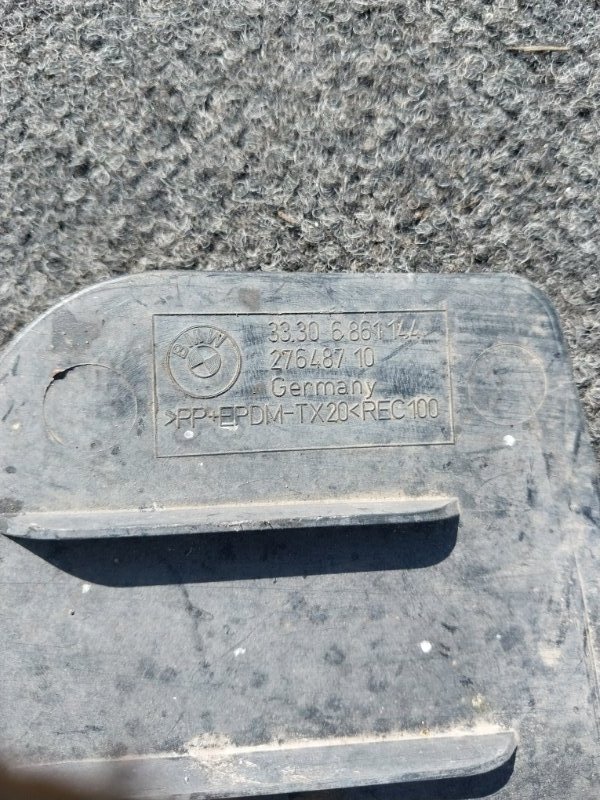 BMW
33.30 6 861 144
276487 10
Germany
>PP+EPDM-TX20<REC100